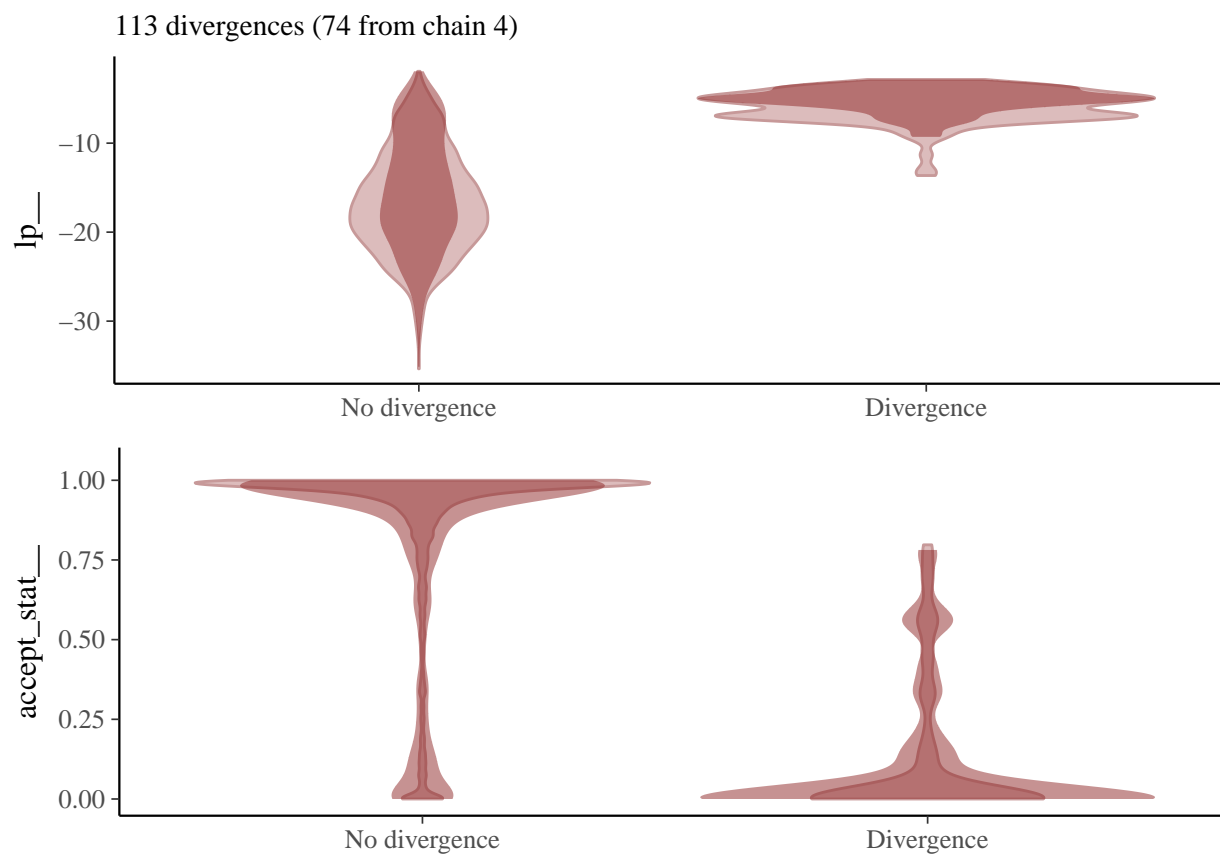 113 divergences (74 from chain 4)
lp__
−10
−20
−30
No divergence
Divergence
accept_stat__
1.00
0.75
0.50
0.25
0.00
No divergence
Divergence